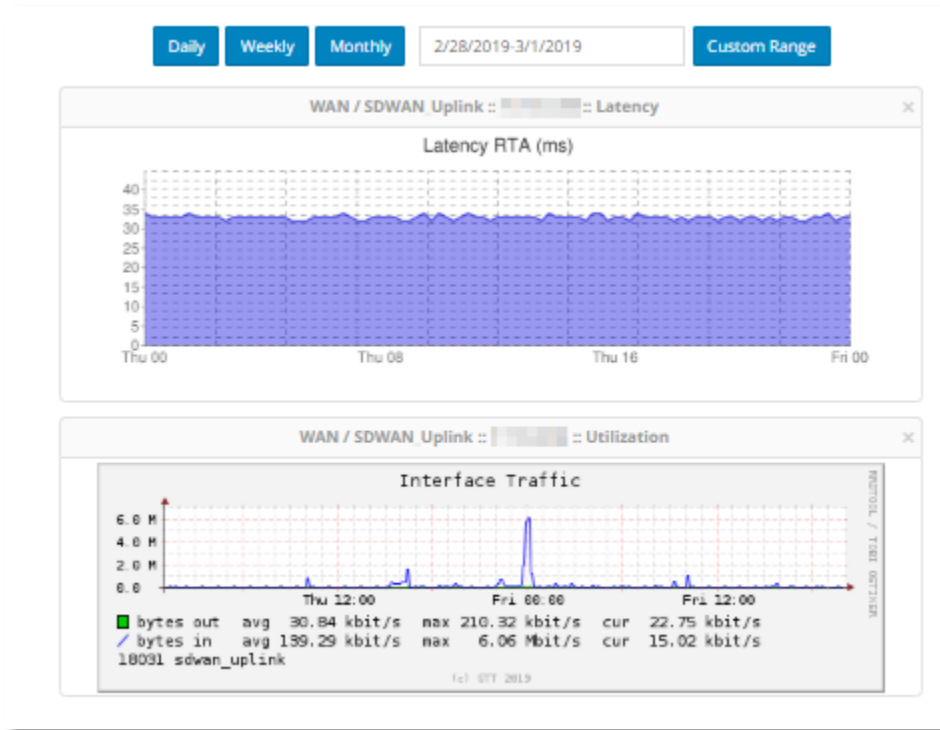 Daily Weekly Monthly 2/28/2019-3/1/2019 Custom Range
WAN / SDWAN_Uplink :: :: Latency
×
Latency RTA (ms)
40
35
30
25
20
15
10
5
0
Thu 00 Thu 08 Thu 16 Fri 00
WAN / SDWAN_Uplink :: :: Utilization
×
Interface Traffic
RRDTOOL / TOBI OETIKER
6.0 M
4.0 M
2.0 M
0.0
Thu 12:00 Fri 00:00 Fri 12:00
bytes out avg 30.84 kbit/s max 210.32 kbit/s cur 22.75 kbit/s
bytes in avg 139.29 kbit/s max 6.06 Mbit/s cur 15.02 kbit/s
18031 sdwan_uplink
(c) GTT 2019